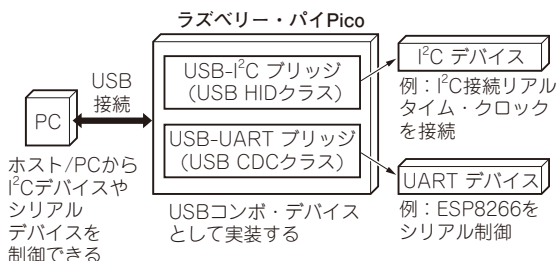 ラズベリー・パイPico
USB-I²C ブリッジ
（USB HIDクラス）
USB-UART ブリッジ
（USB CDCクラス）
USBコンポ・デバイス
として実装する
USB
接続
PC
ホスト/PCから
I²Cデバイスや
シリアル
デバイスを
制御できる
I²C デバイス
例：I²C接続リアル
タイム・クロック
を接続
UART デバイス
例：ESP8266を
シリアル制御